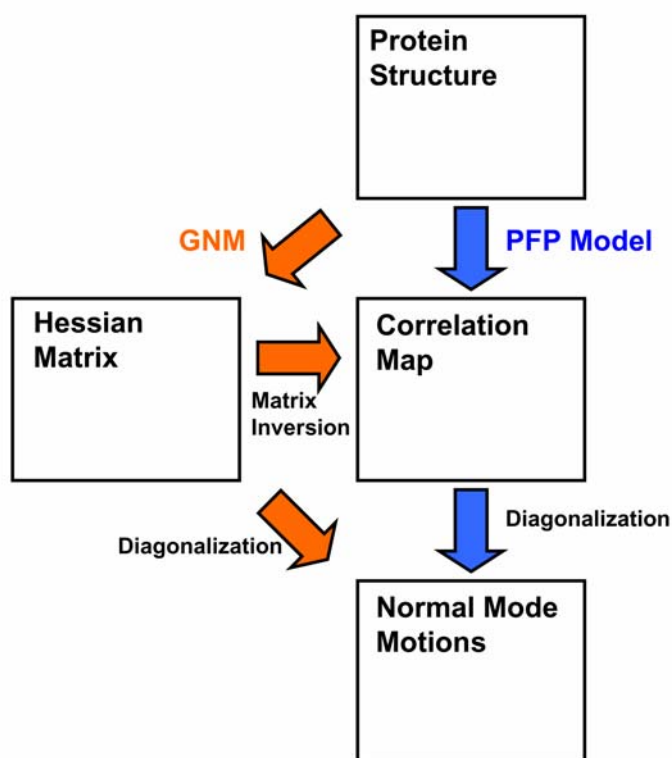 Protein
Structure
GNM
PFP Model
Hessian
Matrix
Correlation
Map
Matrix
Inversion
Diagonalization
Diagonalization
Normal Mode
Motions